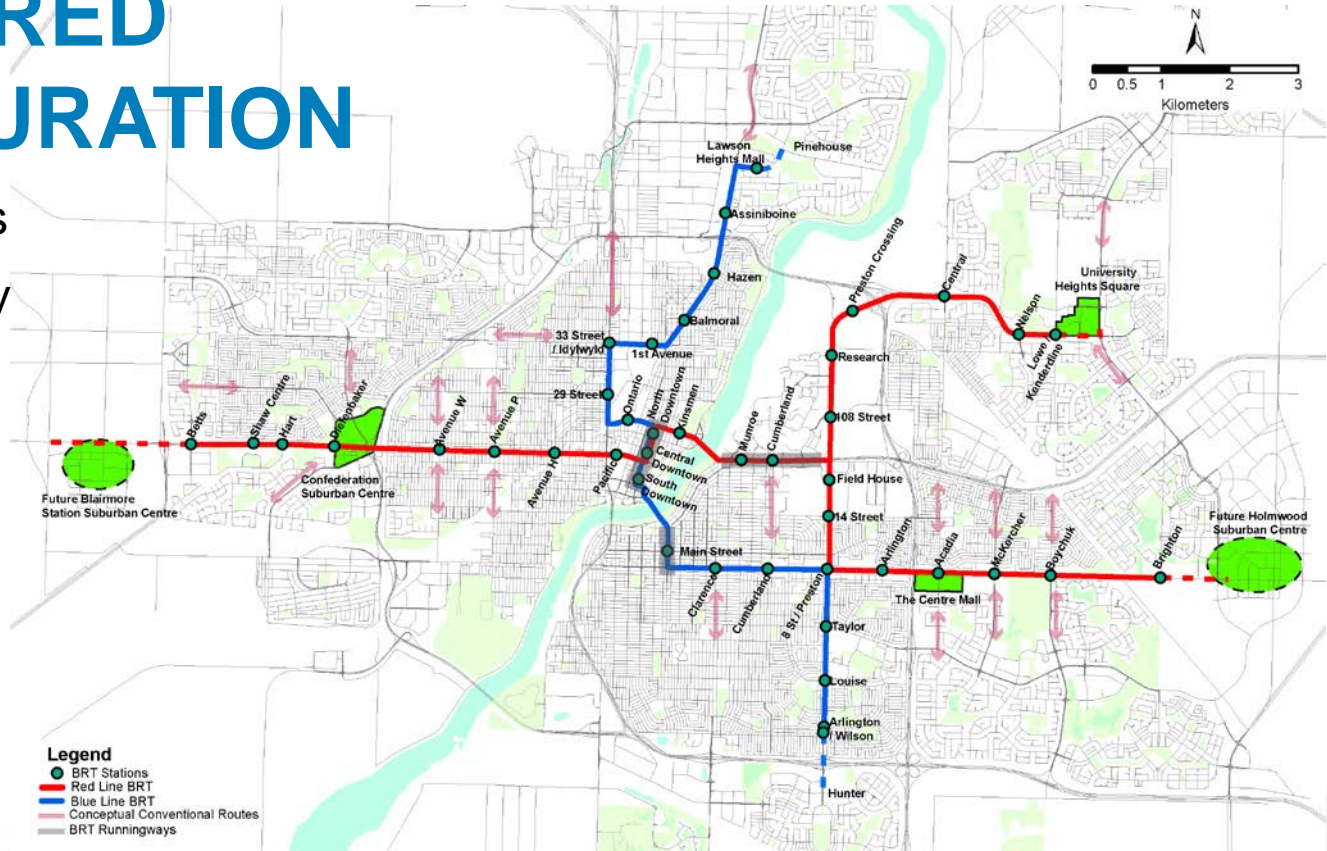 RED
URATION
s
y
N
0 0.5 1 2 3
Kilometers
Lawson
Heights Mall
Pinehouse
Assiniboine
Hazen
Balmoral
33 Street
/ Idylwyld
1st Avenue
29 Street
Ontario
North
Downtown
Kinsmen
Central
Downtown
South
Downtown
Munroe
Cumberland
Preston Crossing
Central
Nelson
Lowe /
Kenderdine
University
Heights Square
Research
108 Street
Field House
14 Street
Betts
Shaw Centre
Hart
Diefenbaker
Avenue W
Avenue P
Avenue H
Pacific
Confederation
Suburban Centre
Future Blairmore
Station Suburban Centre
Main Street
Clarence
Cumberland
8 St / Preston
Arlington
Acadia
McKercher
Boychuk
Brighton
The Centre Mall
Future Holmwood
Suburban Centre
Taylor
Louise
Arlington
/ Wilson
Hunter
Legend
BRT Stations
Red Line BRT
Blue Line BRT
Conceptual Conventional Routes
BRT Runningways